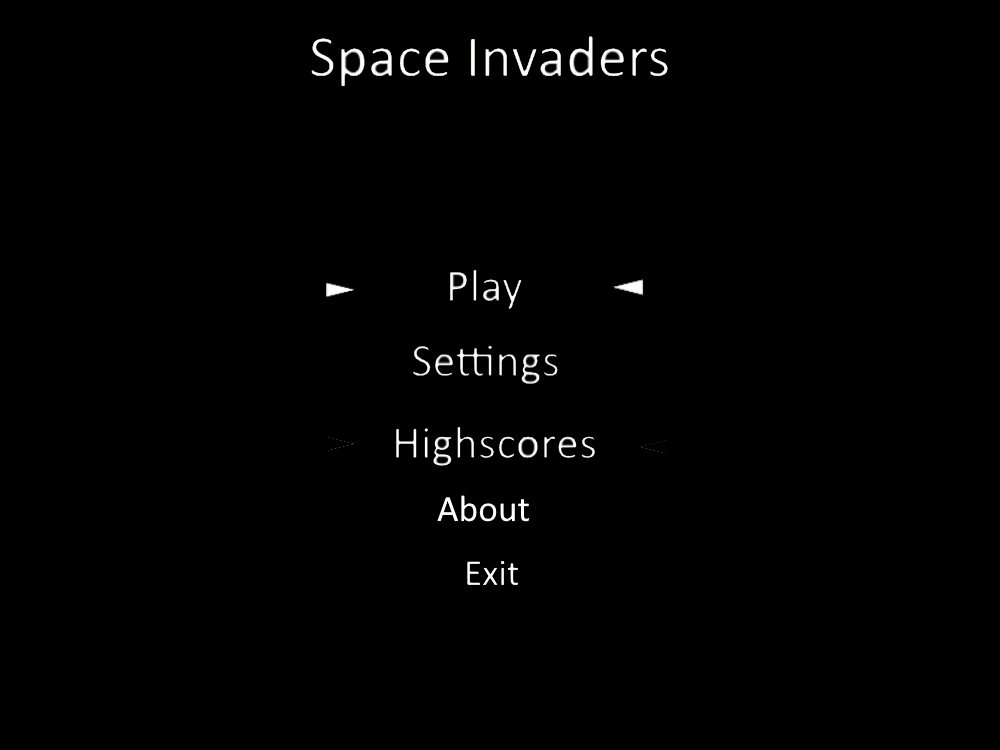 Space Invaders
Play
Settings
Highscores
About
Exit